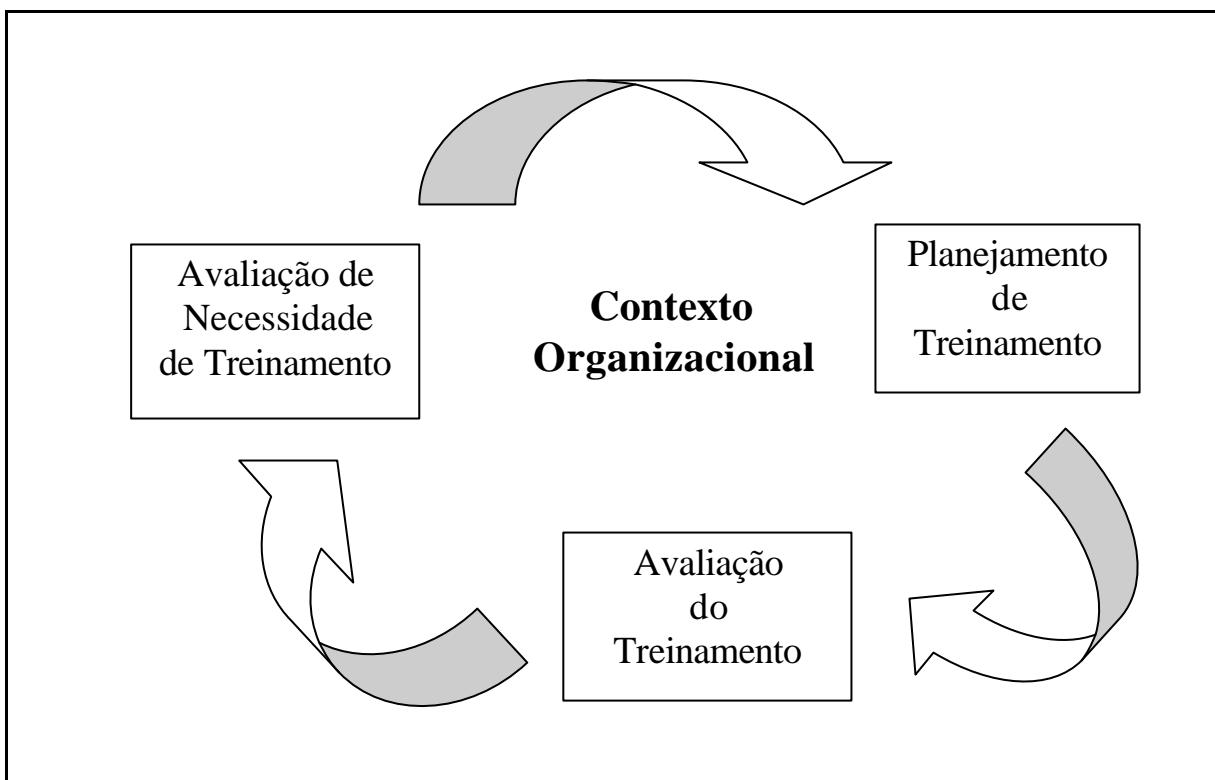 Avaliação de
Necessidade
de Treinamento
Contexto
Organizacional
Planejamento
de
Treinamento
Avaliação
do
Treinamento